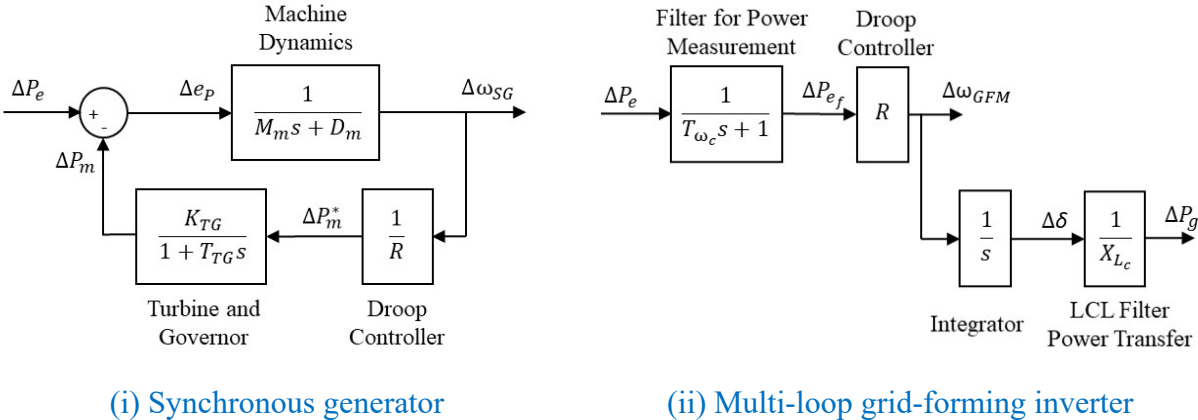 Machine
Dynamics
ΔP_e
+
-
Δe_P
1
M_m s + D_m
Δω_SG
ΔP_m
K_TG
1 + T_TG s
ΔP_m^*
1
R
Turbine and
Governor
Droop
Controller
(i) Synchronous generator
Filter for Power
Measurement
Droop
Controller
ΔP_e
1
T_ω_c s + 1
ΔP_e_f
R
Δω_GFM
1
s
Δδ
1
X_L_c
ΔP_g
Integrator
LCL Filter
Power Transfer
(ii) Multi-loop grid-forming inverter